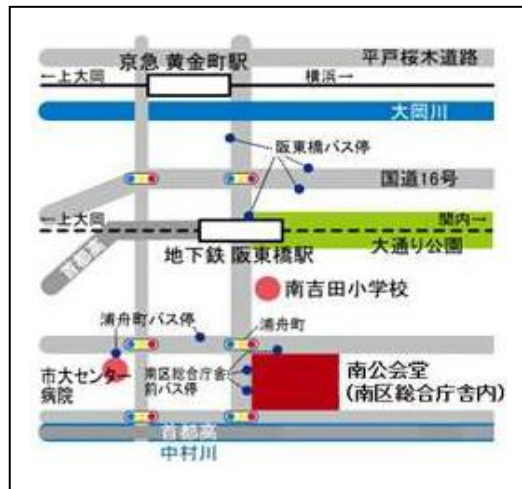 京急 黄金町駅
平戸桜木道路
←上大岡
横浜→
大岡川
阪東橋バス停
国道16号
←上大岡
関内→
首都高
大通り公園
地下鉄 阪東橋駅
南吉田小学校
浦舟町バス停
浦舟町
市大センター
病院
南区総合庁舎
前バス停
南公会堂
(南区総合庁舎内)
首都高
中村川